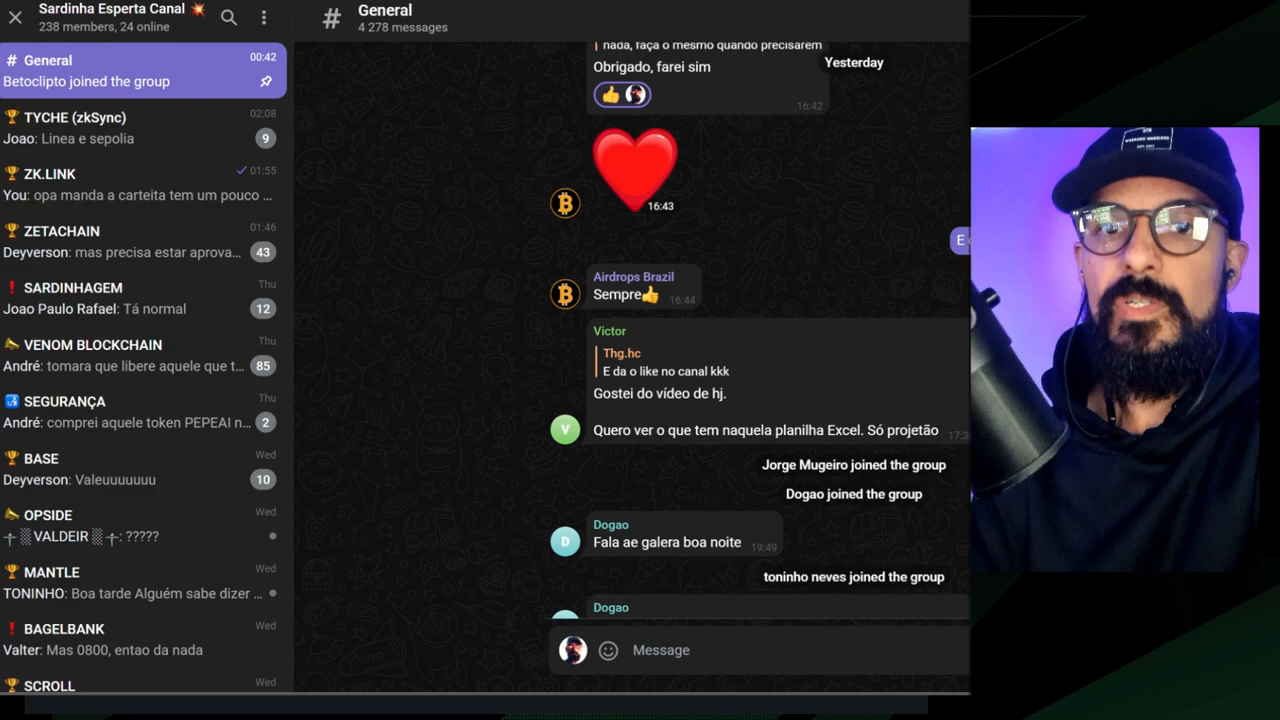 Sardinha Esperta Canal 💥
238 members, 24 online
General
00:42
Betoclipto joined the group
TYCHE (zkSync)
02:08
Joao: Linea e sepolia
9
ZK.LINK
01:55
You: opa manda a carteita tem um pouco ...
ZETACHAIN
01:46
Deyverson: mas precisa estar aprova...
43
SARDINHAGEM
Thu
Joao Paulo Rafael: Tá normal
12
VENOM BLOCKCHAIN
Thu
André: tomara que libere aquele que t...
85
SEGURANÇA
Thu
André: comprei aquele token PEPEAI n...
2
BASE
Wed
Deyverson: Valeuuuuuu
10
OPSIDE
Wed
-‡- ░VALDEIR░ -‡-: ?????
MANTLE
Wed
TONINHO: Boa tarde Alguém sabe dizer ...
BAGELBANK
Wed
Valter: Mas 0800, entao da nada
SCROLL
Wed
# General
4 278 messages
nada, faça o mesmo quando precisarem
Yesterday
Obrigado, farei sim
16:42
16:43
E
Airdrops Brazil
Sempre👍 16:44
Victor
Thg.hc
E da o like no canal kkk
Gostei do vídeo de hj.
V
Quero ver o que tem naquela planilha Excel. Só projetão 17:3
Jorge Mugeiro joined the group
Dogao joined the group
Dogao
D
Fala ae galera boa noite 19:49
toninho neves joined the group
Dogao
Message